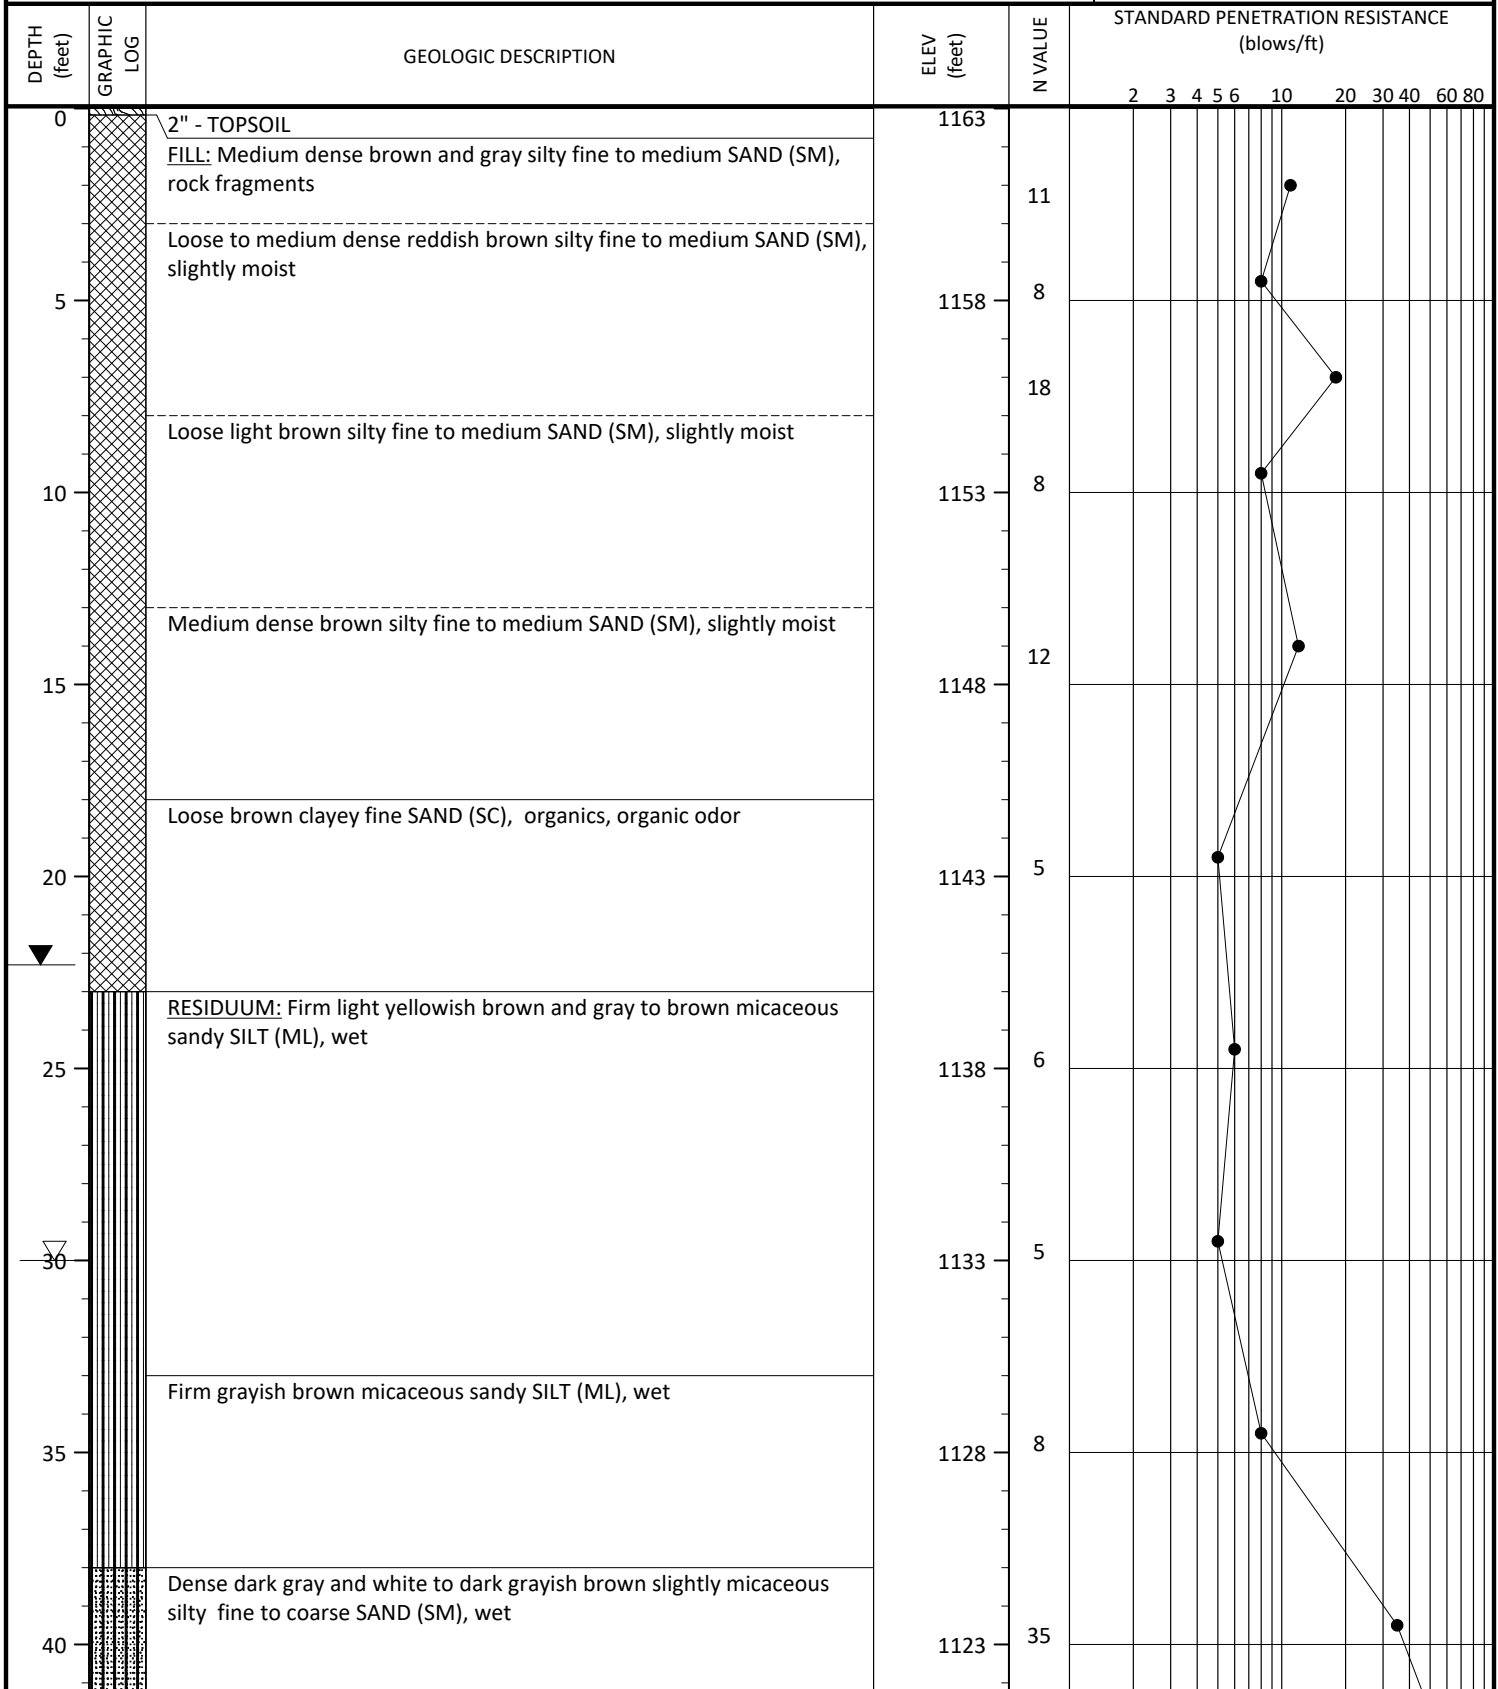 DEPTH
(feet)
GRAPHIC
LOG
GEOLOGIC DESCRIPTION
ELEV
(feet)
N VALUE
STANDARD PENETRATION RESISTANCE
(blows/ft)
2 3 4 5 6 10 20 30 40 60 80
0
2" - TOPSOIL
1163
FILL: Medium dense brown and gray silty fine to medium SAND (SM),
rock fragments
11
Loose to medium dense reddish brown silty fine to medium SAND (SM),
slightly moist
8
5
1158
18
Loose light brown silty fine to medium SAND (SM), slightly moist
8
10
1153
Medium dense brown silty fine to medium SAND (SM), slightly moist
12
15
1148
Loose brown clayey fine SAND (SC), organics, organic odor
5
20
1143
RESIDUUM: Firm light yellowish brown and gray to brown micaceous
sandy SILT (ML), wet
6
25
1138
5
30
1133
Firm grayish brown micaceous sandy SILT (ML), wet
8
35
1128
Dense dark gray and white to dark grayish brown slightly micaceous
silty fine to coarse SAND (SM), wet
35
40
1123